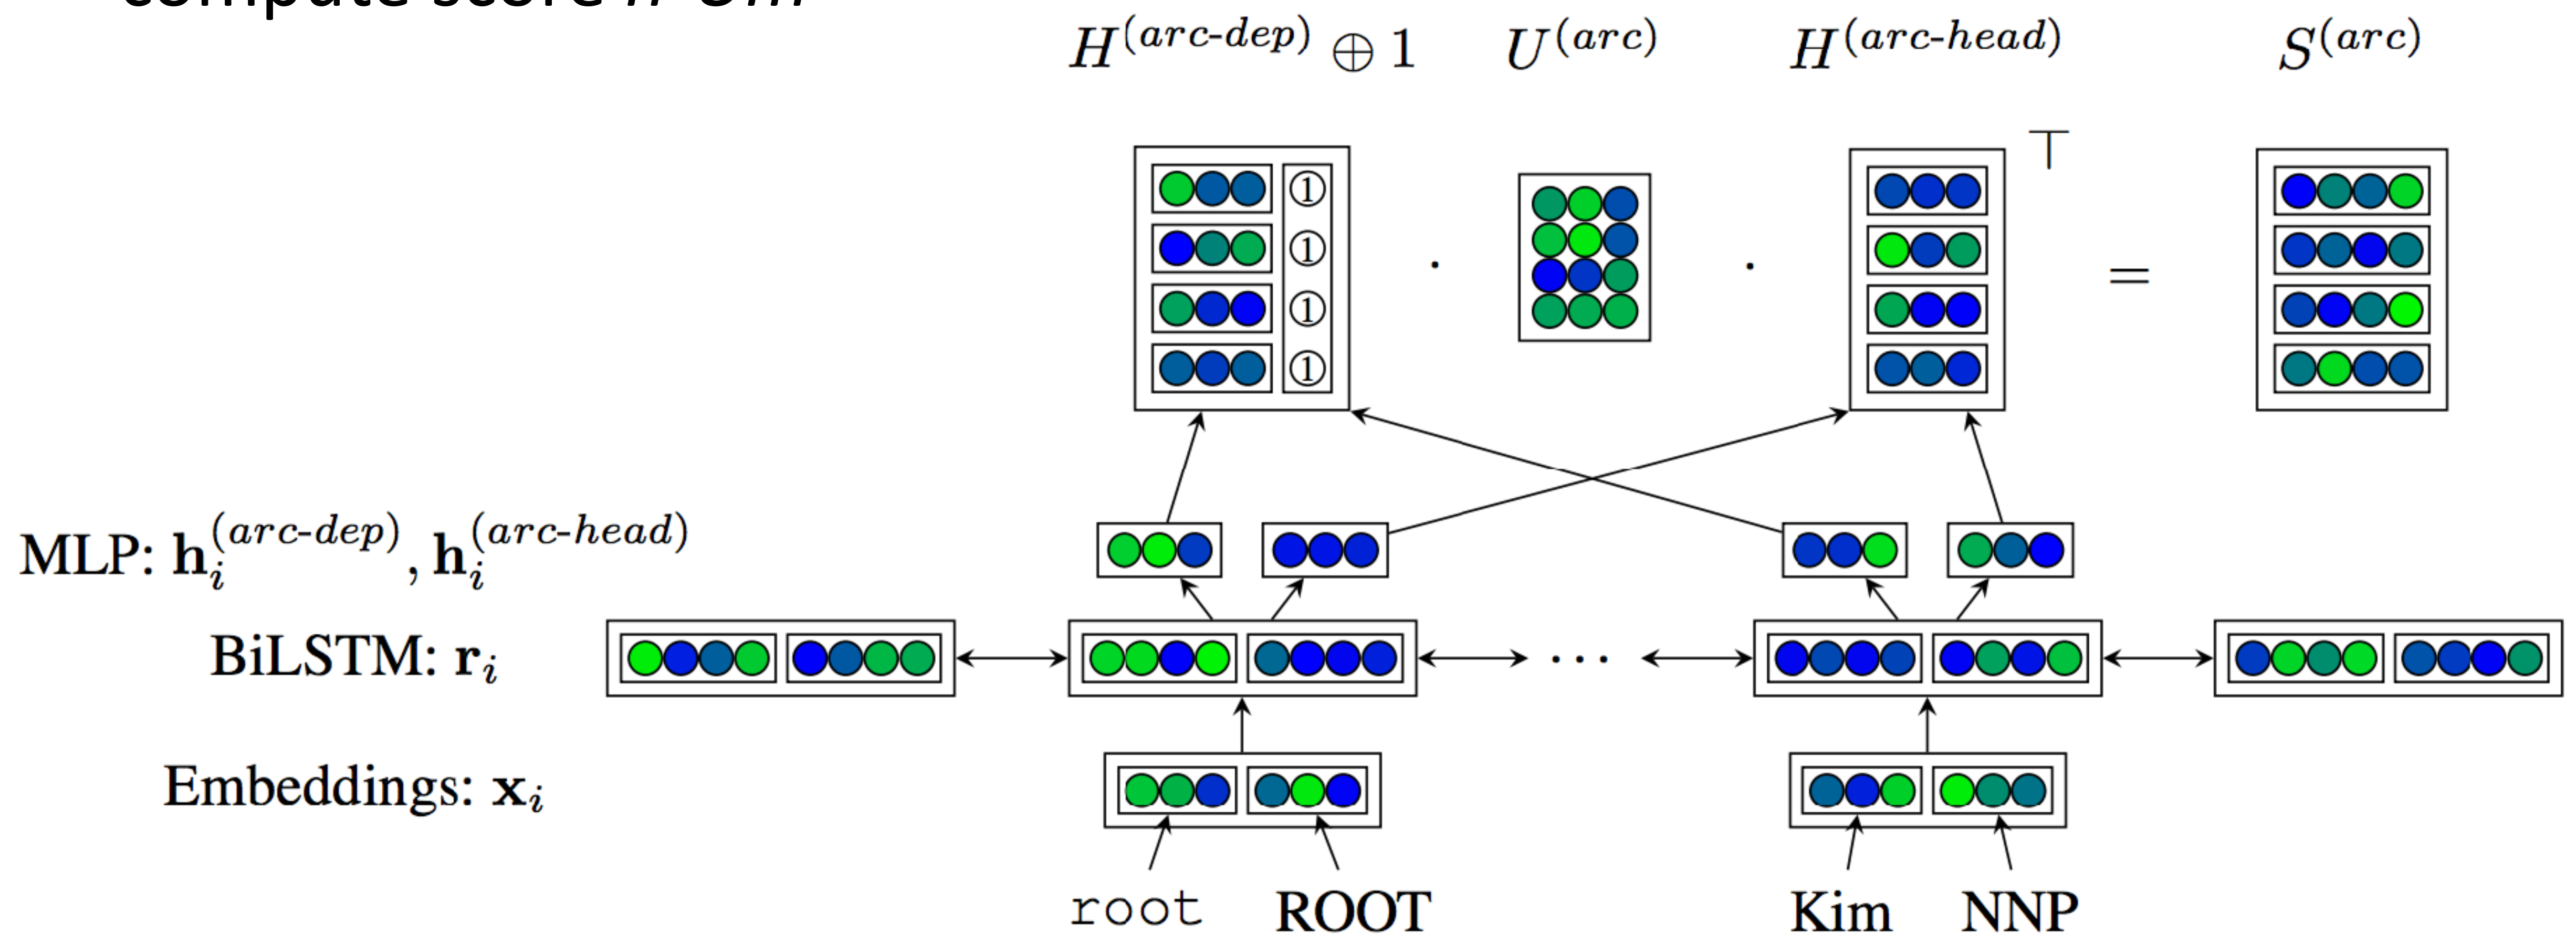 H^(arc-dep) ⊕ 1 U^(arc) H^(arc-head) S^(arc)
⊤
1
1
· · =
1
1
MLP: h_i^(arc-dep), h_i^(arc-head)
BiLSTM: r_i ···
Embeddings: x_i
root ROOT Kim NNP